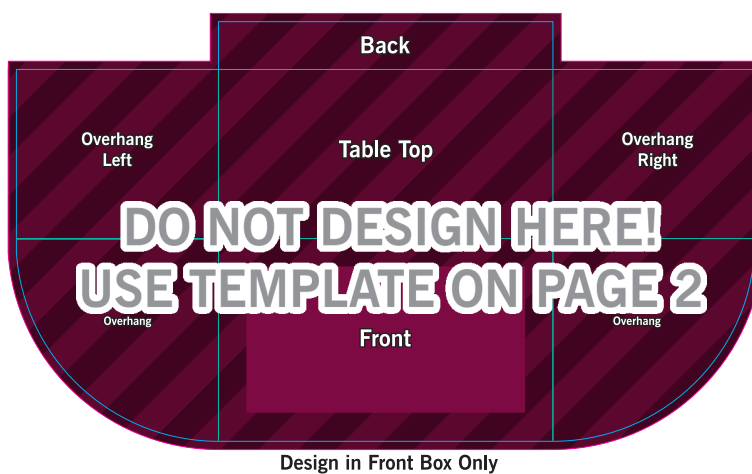 Back
Overhang
Left
Table Top
Overhang
Right
DO NOT DESIGN HERE!
USE TEMPLATE ON PAGE 2
Overhang
Front
Overhang
Design in Front Box Only